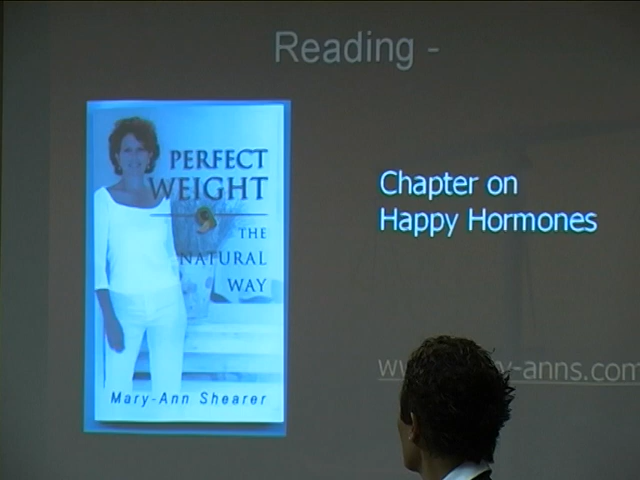 Reading -
PERFECT
WEIGHT
THE
NATURAL
WAY
Mary-Ann Shearer
Chapter on
Happy Hormones